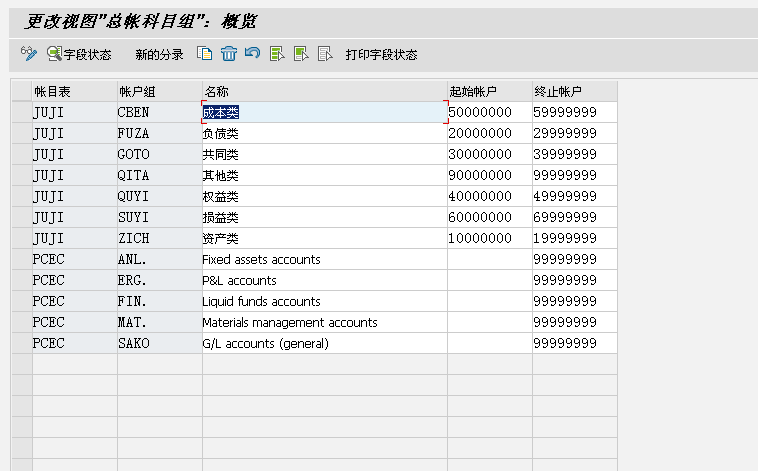 更改视图"总帐科目组": 概览
字段状态 新的分录 打印字段状态
帐目表 帐户组 名称 起始帐户 终止帐户
JUJI CBEN 成本类 50000000 59999999
JUJI FUZA 负债类 20000000 29999999
JUJI GOTO 共同类 30000000 39999999
JUJI QITA 其他类 90000000 99999999
JUJI QUYI 权益类 40000000 49999999
JUJI SUYI 损益类 60000000 69999999
JUJI ZICH 资产类 10000000 19999999
PCEC ANL. Fixed assets accounts 99999999
PCEC ERG. P&L accounts 99999999
PCEC FIN. Liquid funds accounts 99999999
PCEC MAT. Materials management accounts 99999999
PCEC SAKO G/L accounts (general) 99999999